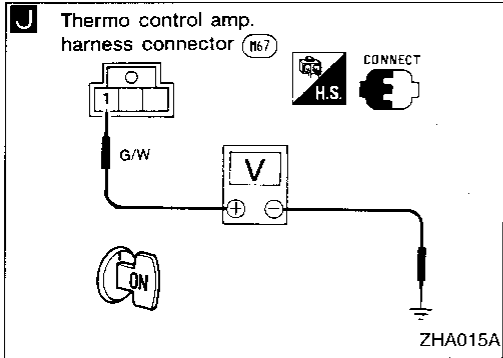 J
Thermo control amp.
harness connector M67
CONNECT
H.S.
1
G/W
V
+ −
ON
ZHA015A